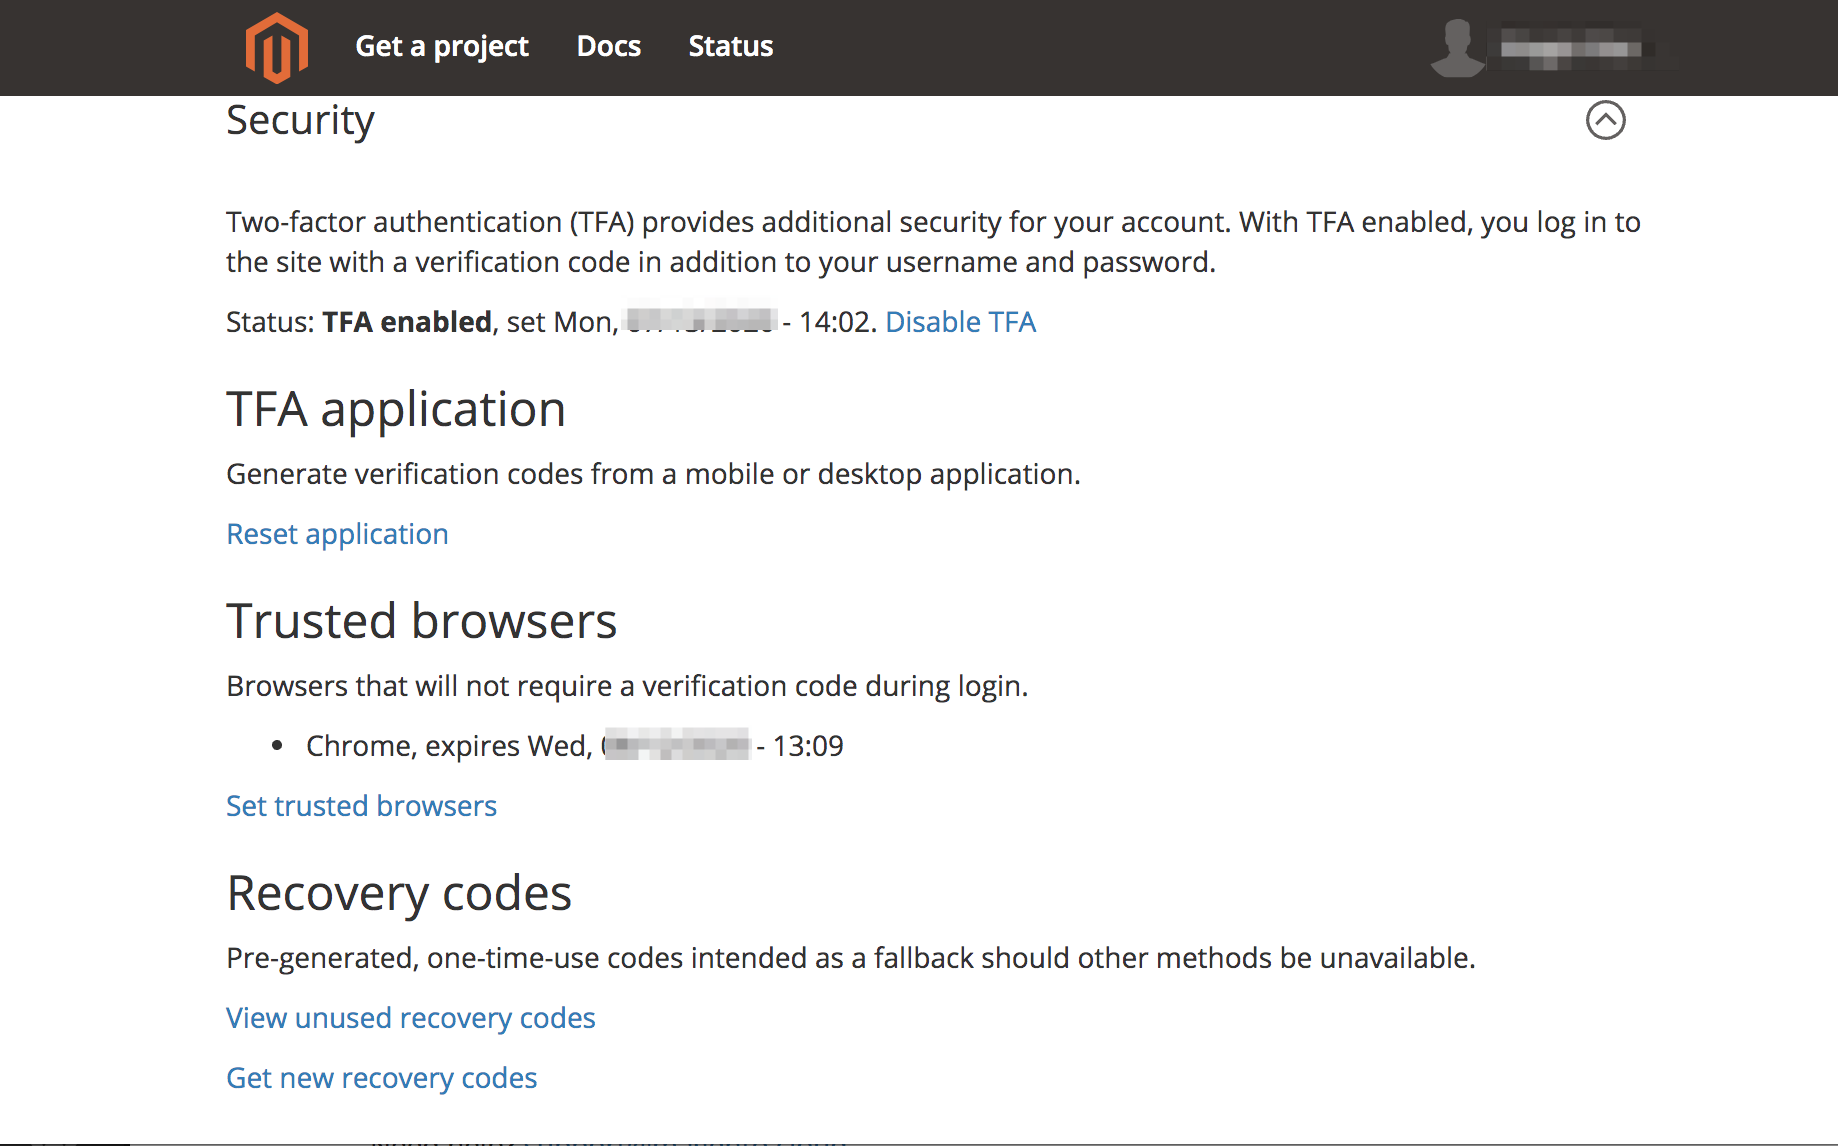 Get a project Docs Status
Security
Two-factor authentication (TFA) provides additional security for your account. With TFA enabled, you log in to
the site with a verification code in addition to your username and password.
Status: TFA enabled, set Mon, - 14:02. Disable TFA
TFA application
Generate verification codes from a mobile or desktop application.
Reset application
Trusted browsers
Browsers that will not require a verification code during login.
• Chrome, expires Wed, - 13:09
Set trusted browsers
Recovery codes
Pre-generated, one-time-use codes intended as a fallback should other methods be unavailable.
View unused recovery codes
Get new recovery codes